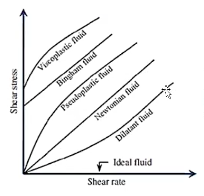 Shear stress
Viscoplastic fluid
Bingham fluid
Pseudoplastic fluid
Newtonian fluid
Dilatant fluid
Ideal fluid
Shear rate